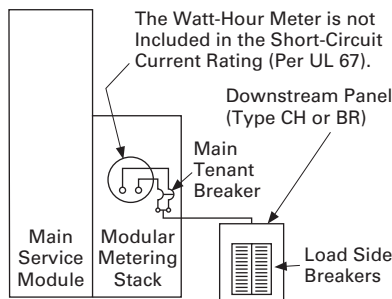 The Watt-Hour Meter is not
Included in the Short-Circuit
Current Rating (Per UL 67).
Downstream Panel
(Type CH or BR)
Main
Tenant
Breaker
Main
Service
Module
Modular
Metering
Stack
Load Side
Breakers